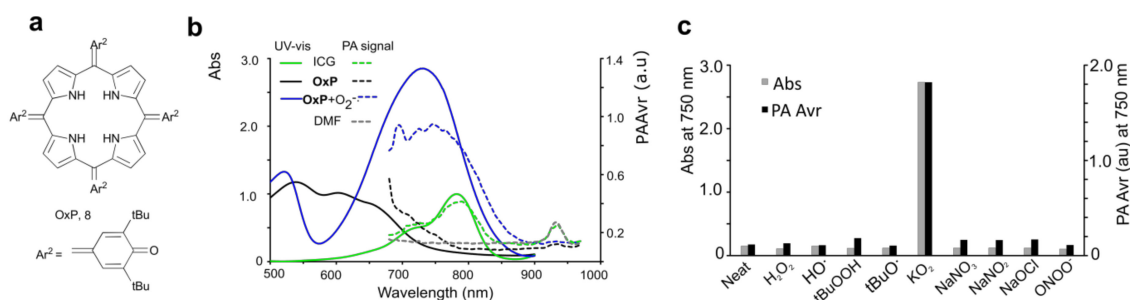 a
Ar²
NH HN
Ar²
Ar²
NH HN
Ar²
OxP, 8
tBu
Ar² =
O
tBu
b
UV-vis
PA signal
ICG
OxP
OxP+O₂⁻·
DMF
Abs
3.0
2.0
1.0
0.0
500
700
800
900
1000
Wavelength (nm)
1.4
1.0
0.6
0.2
PAAvr (a.u)
c
Abs
PA Avr
Abs at 750 nm
3.0
2.0
1.0
0.0
2.0
1.0
0
PA Avr (au) at 750 nm
Neat
H₂O₂
HO·
tBuOOH
tBuO·
KO₂
NaNO₃
NaNO₂
NaOCl
ONOO⁻